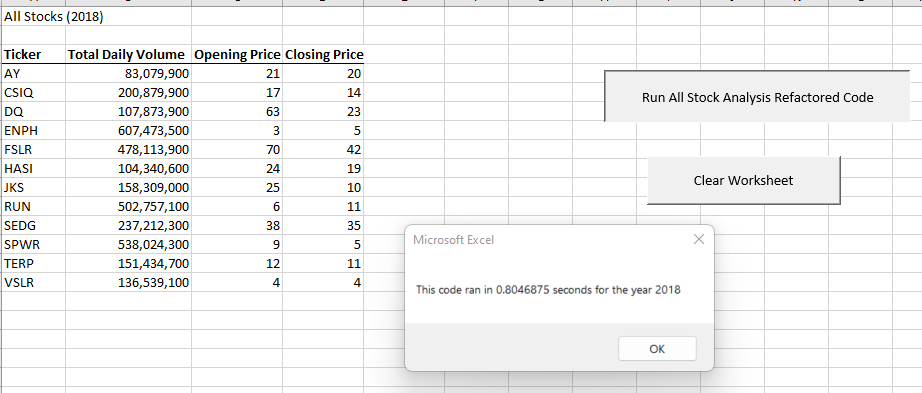 All Stocks (2018)
Ticker Total Daily Volume Opening Price Closing Price
AY 83,079,900 21 20
CSIQ 200,879,900 17 14
DQ 107,873,900 63 23
ENPH 607,473,500 3 5
FSLR 478,113,900 70 42
HASI 104,340,600 24 19
JKS 158,309,000 25 10
RUN 502,757,100 6 11
SEDG 237,212,300 38 35
SPWR 538,024,300 9 5
TERP 151,434,700 12 11
VSLR 136,539,100 4 4
Run All Stock Analysis Refactored Code
Clear Worksheet
Microsoft Excel
This code ran in 0.8046875 seconds for the year 2018
OK